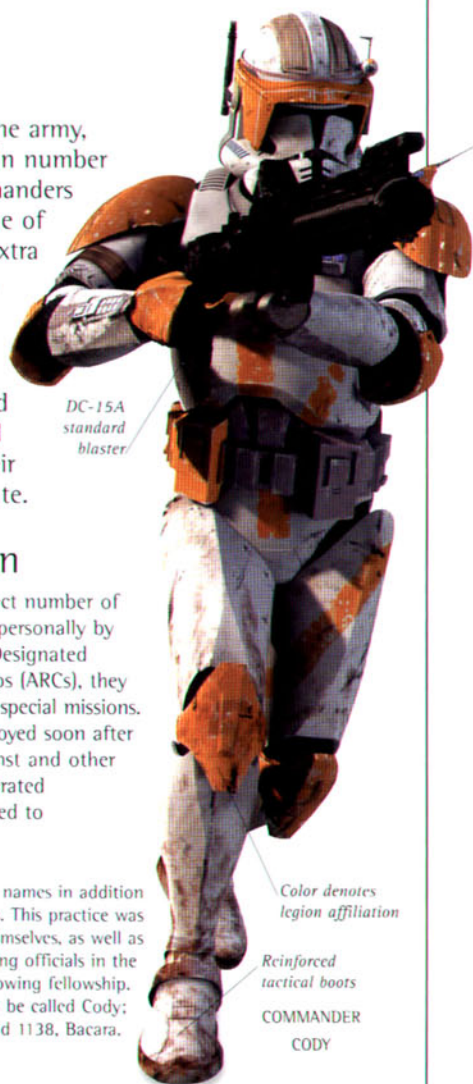 ne army,
n number
manders
e of
xtra
DC-15A
standard
blaster
d
l
ir
te.
n
ct number of
personally by
Designated
os (ARCs), they
special missions.
oyed soon after
nst and other
rated
ed to
names in addition
. This practice was
mselves, as well as
ng officials in the
owing fellowship.
be called Cody;
d 1138, Bacara.
Color denotes
legion affiliation
Reinforced
tactical boots
COMMANDER
CODY